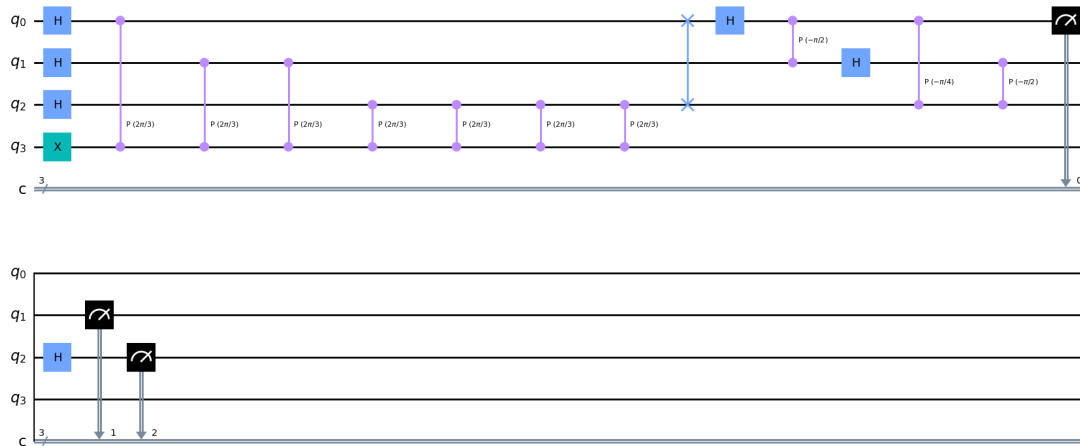 q0 H H P (−π/2)
q1 H P (2π/3) P (2π/3) H P (−π/4) P (−π/2)
q2 H P (2π/3) P (2π/3) P (2π/3) P (2π/3) P (2π/3)
q3 X
c 3 0
q0
q1
q2 H
q3
c 3 1 2